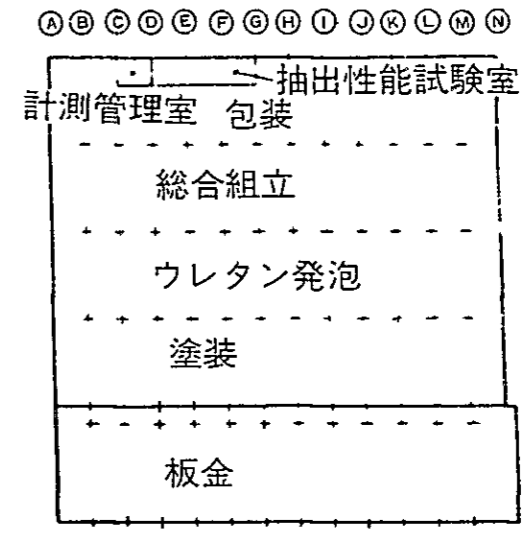 Ⓐ Ⓑ Ⓒ Ⓓ Ⓔ Ⓕ Ⓖ Ⓗ Ⓘ Ⓙ Ⓚ Ⓛ Ⓜ Ⓝ
抽出性能試験室
計測管理室 包装
総合組立
ウレタン発泡
塗装
板金